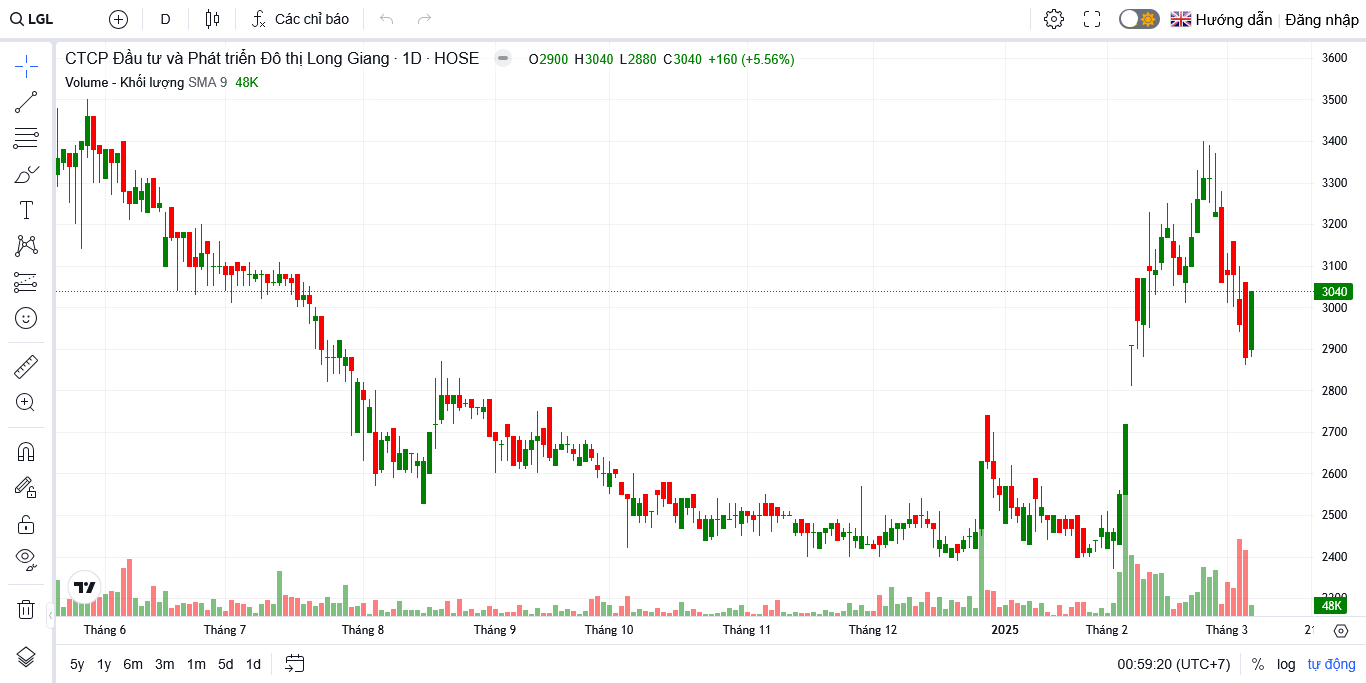 LGL D Các chỉ báo Hướng dẫn Đăng nhập
CTCP Đầu tư và Phát triển Đô thị Long Giang · 1D · HOSE O2900 H3040 L2880 C3040 +160 (+5.56%)
Volume - Khối lượng SMA 9 48K
3600
3500
3400
3300
3200
3100
3040
3000
2900
2800
2700
2600
2500
2400
48K
Tháng 6 Tháng 7 Tháng 8 Tháng 9 Tháng 10 Tháng 11 Tháng 12 2025 Tháng 2 Tháng 3
5y 1y 6m 3m 1m 5d 1d 00:59:20 (UTC+7) % log tự động